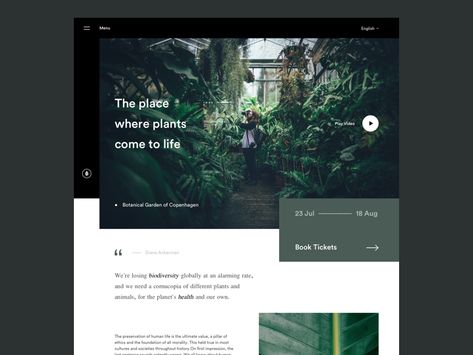 Menu
English
The place
where plants
come to life
Play Video
Botanical Garden of Copenhagen
23 Jul
18 Aug
Book Tickets
“
Diane Ackerman
We're losing biodiversity globally at an alarming rate,
and we need a cornucopia of different plants and
animals, for the planet's health and our own.
The preservation of human life is the ultimate value, a pillar of
ethics and the foundation of all morality. This held true in most
cultures and societies throughout history. On first impression, the